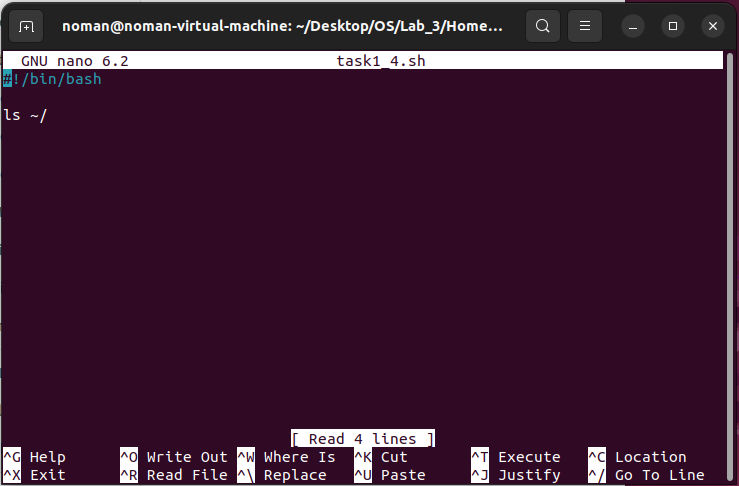 noman@noman-virtual-machine: ~/Desktop/OS/Lab_3/Home...
GNU nano 6.2 task1_4.sh
#!/bin/bash
ls ~/
[ Read 4 lines ]
^G Help ^O Write Out ^W Where Is ^K Cut ^T Execute ^C Location
^X Exit ^R Read File ^\ Replace ^U Paste ^J Justify ^/ Go To Line